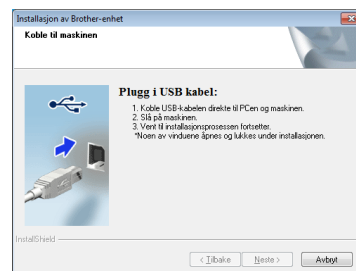 Installasjon av Brother-enhet
Koble til maskinen
Plugg i USB kabel:
1. Koble USB-kabelen direkte til PCen og maskinen.
2. Slå på maskinen.
3. Vent til installasjonsprosessen fortsetter.
*Noen av vinduene åpnes og lukkes under installasjonen.
InstallShield
< Tilbake
Neste >
Avbryt